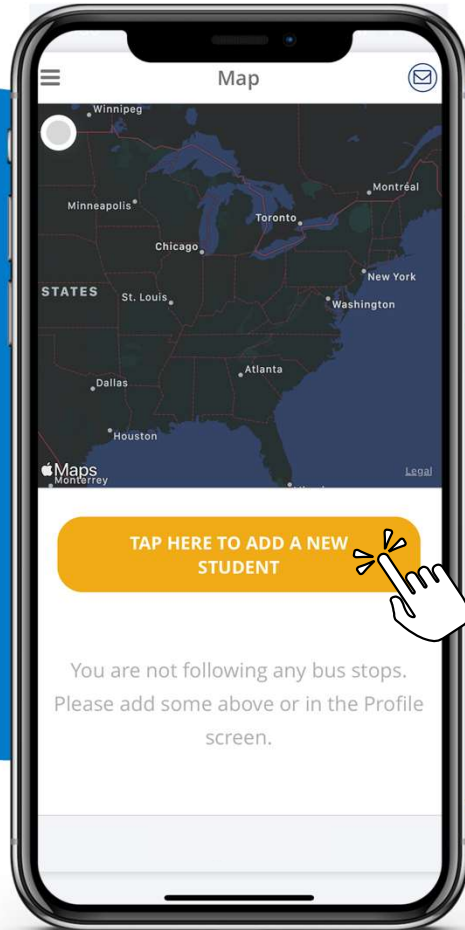 Map
Winnipeg
Montréal
Minneapolis
Toronto
Chicago
New York
STATES
St. Louis
Washington
Atlanta
Dallas
Houston
Maps
Legal
Monterrey
TAP HERE TO ADD A NEW
STUDENT
You are not following any bus stops.
Please add some above or in the Profile
screen.